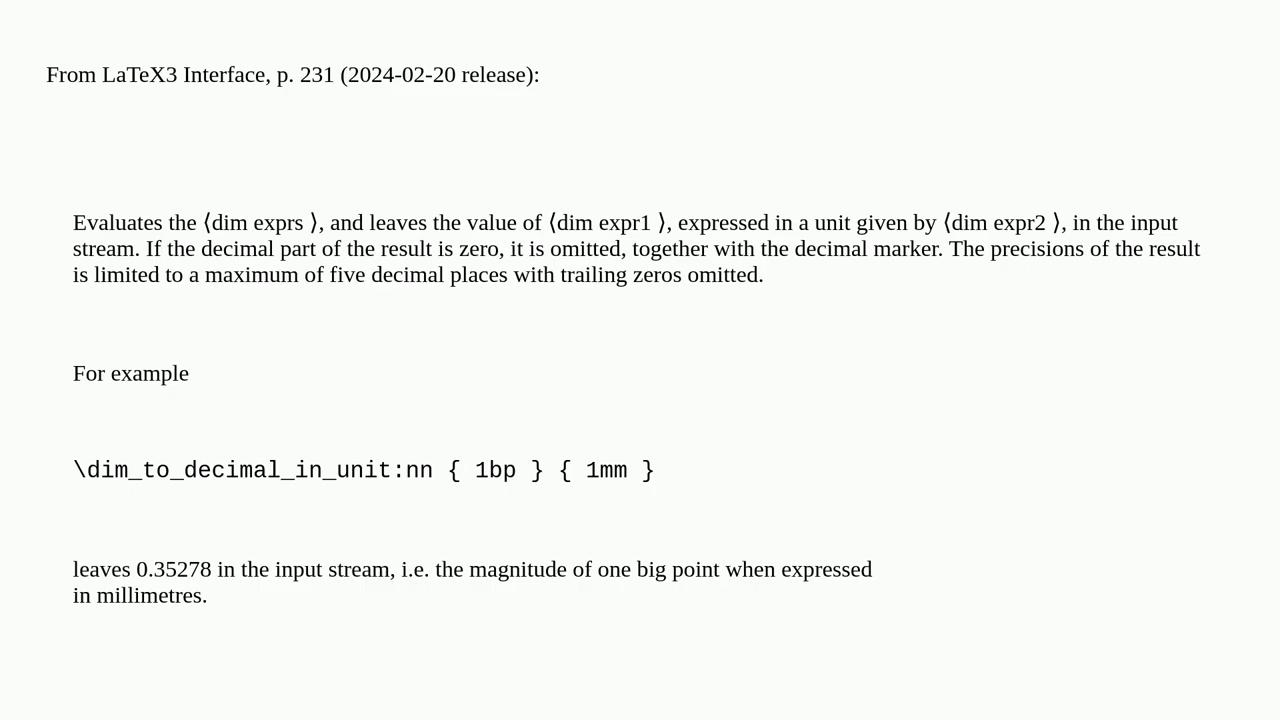 From LaTeX3 Interface, p. 231 (2024-02-20 release):
Evaluates the ⟨dim exprs ⟩, and leaves the value of ⟨dim expr1 ⟩, expressed in a unit given by ⟨dim expr2 ⟩, in the input
stream. If the decimal part of the result is zero, it is omitted, together with the decimal marker. The precisions of the result
is limited to a maximum of five decimal places with trailing zeros omitted.
For example
\dim_to_decimal_in_unit:nn { 1bp } { 1mm }
leaves 0.35278 in the input stream, i.e. the magnitude of one big point when expressed
in millimetres.